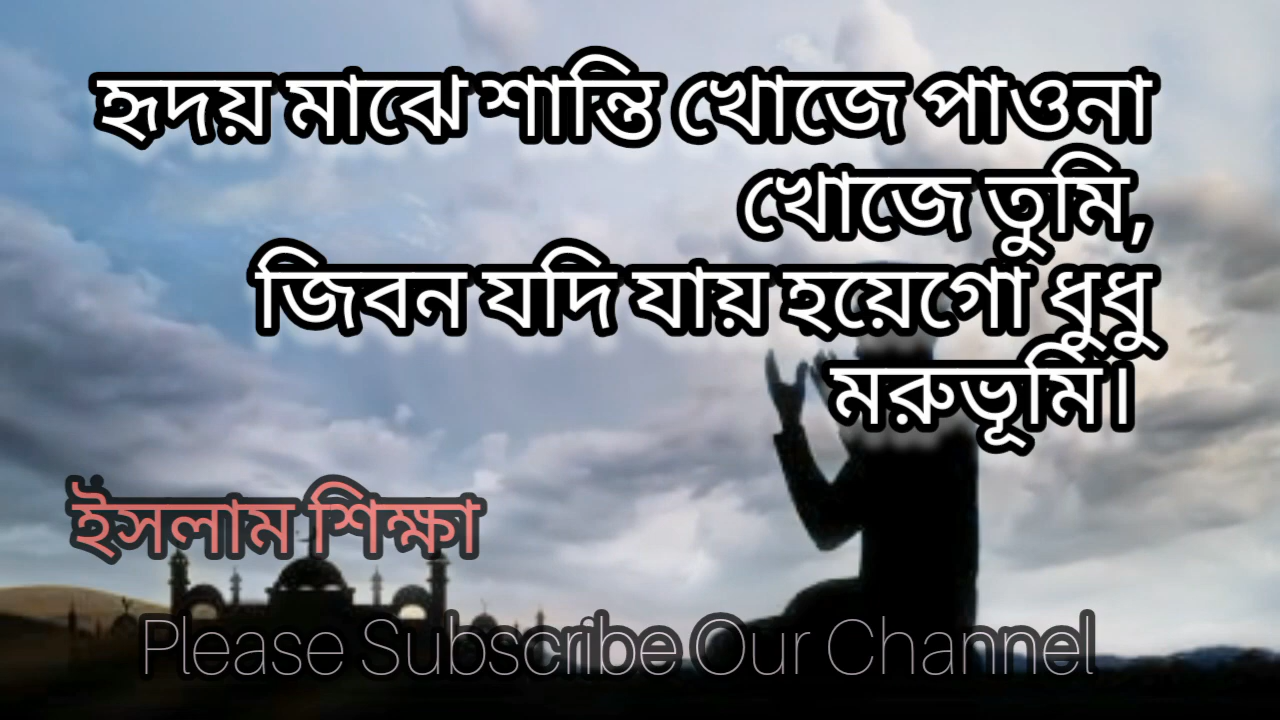 হৃদয় মাঝে শান্তি খোজে পাওনা
খোজে তুমি,
জিবন যদি যায় হয়েগো ধুধু
মরুভূমি।
ইসলাম শিক্ষা
Please Subscribe Our Channel